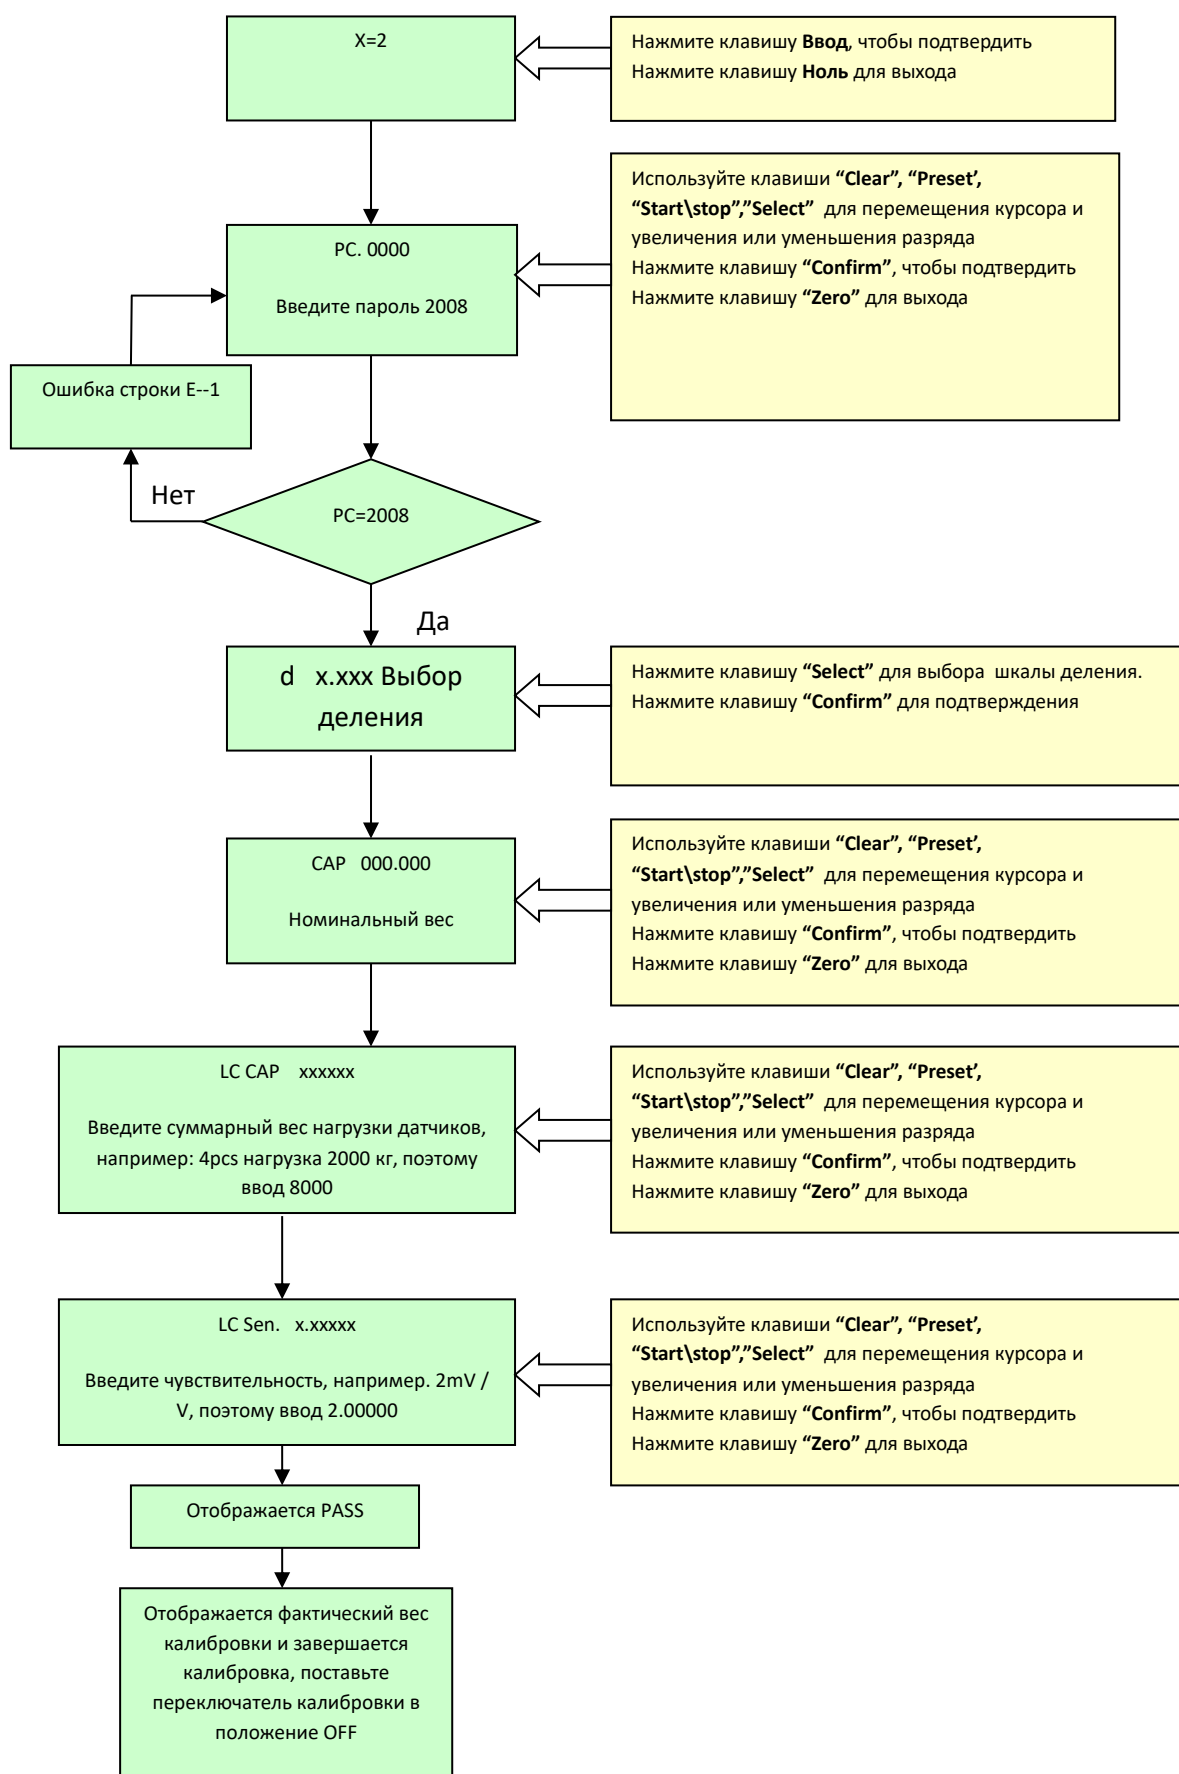 X=2
Нажмите клавишу Ввод, чтобы подтвердить
Нажмите клавишу Ноль для выхода
PC. 0000
Введите пароль 2008
Используйте клавиши “Clear”, “Preset’,
“Start\stop”,”Select” для перемещения курсора и
увеличения или уменьшения разряда
Нажмите клавишу “Confirm”, чтобы подтвердить
Нажмите клавишу “Zero” для выхода
Ошибка строки E--1
Нет
PC=2008
Да
d x.xxx Выбор
деления
Нажмите клавишу “Select” для выбора шкалы деления.
Нажмите клавишу “Confirm” для подтверждения
CAP 000.000
Номинальный вес
Используйте клавиши “Clear”, “Preset’,
“Start\stop”,”Select” для перемещения курсора и
увеличения или уменьшения разряда
Нажмите клавишу “Confirm”, чтобы подтвердить
Нажмите клавишу “Zero” для выхода
LC CAP xxxxxx
Введите суммарный вес нагрузки датчиков,
например: 4pcs нагрузка 2000 кг, поэтому
ввод 8000
Используйте клавиши “Clear”, “Preset’,
“Start\stop”,”Select” для перемещения курсора и
увеличения или уменьшения разряда
Нажмите клавишу “Confirm”, чтобы подтвердить
Нажмите клавишу “Zero” для выхода
LC Sen. x.xxxxx
Введите чувствительность, например. 2mV /
V, поэтому ввод 2.00000
Используйте клавиши “Clear”, “Preset’,
“Start\stop”,”Select” для перемещения курсора и
увеличения или уменьшения разряда
Нажмите клавишу “Confirm”, чтобы подтвердить
Нажмите клавишу “Zero” для выхода
Отображается PASS
Отображается фактический вес
калибровки и завершается
калибровка, поставьте
переключатель калибровки в
положение OFF